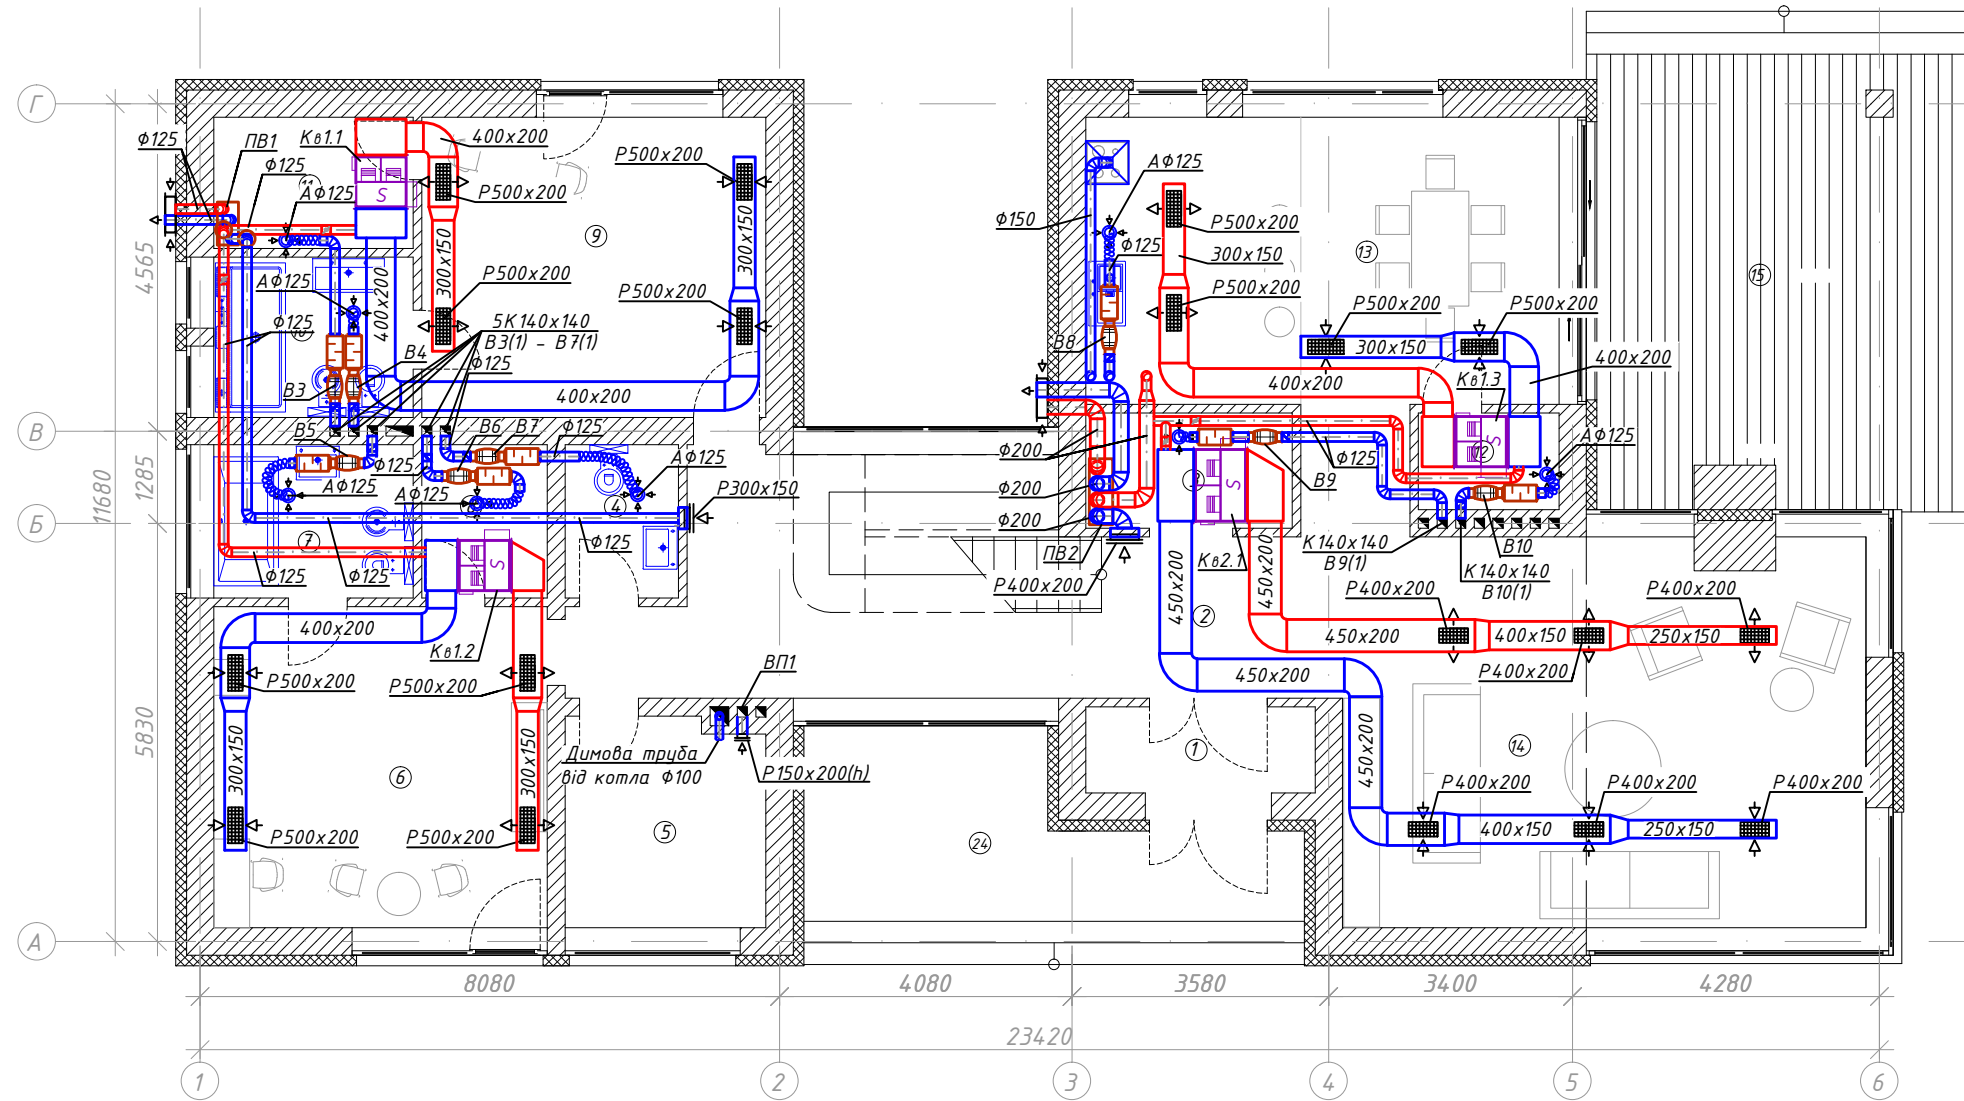 Г
В
Б
А
4565
1285
5830
11680
Ф125
ПВ1
Ф125
Кв1.1
АФ125
11
400х200
Р500х200
Р500х200
9
300х150
300х150
Р500х200
Р500х200
АФ125
400х200
Ф125
5К140х140
В3(1) - В7(1)
В4
В3
Ф125
400х200
В5
В6
В7
Ф125
Ф125
АФ125
АФ125
АФ125
4
Р300х150
7
Ф125
Ф125
Ф125
S
S
400х200
Кв1.2
Р500х200
Р500х200
300х150
300х150
6
Р500х200
Р500х200
ВП1
Димова труба
від котла Ф100
Р150х200(h)
5
24
АФ125
Ф150
Ф125
Р500х200
300х150
Р500х200
13
15
В8
Р500х200
Р500х200
300х150
400х200
400х200
Кв1.3
S
12
АФ125
Ф200
Ф125
В9
Ф200
Ф200
3
S
ПВ2
Кв2.1
Р400х200
450х200
450х200
К140х140
В9(1)
В10
К140х140
В10(1)
Р400х200
Р400х200
2
450х200
400х150
250х150
Р400х200
450х200
450х200
1
14
Р400х200
Р400х200
Р400х200
400х150
250х150
8080
4080
3580
3400
4280
23420
1
2
3
4
5
6